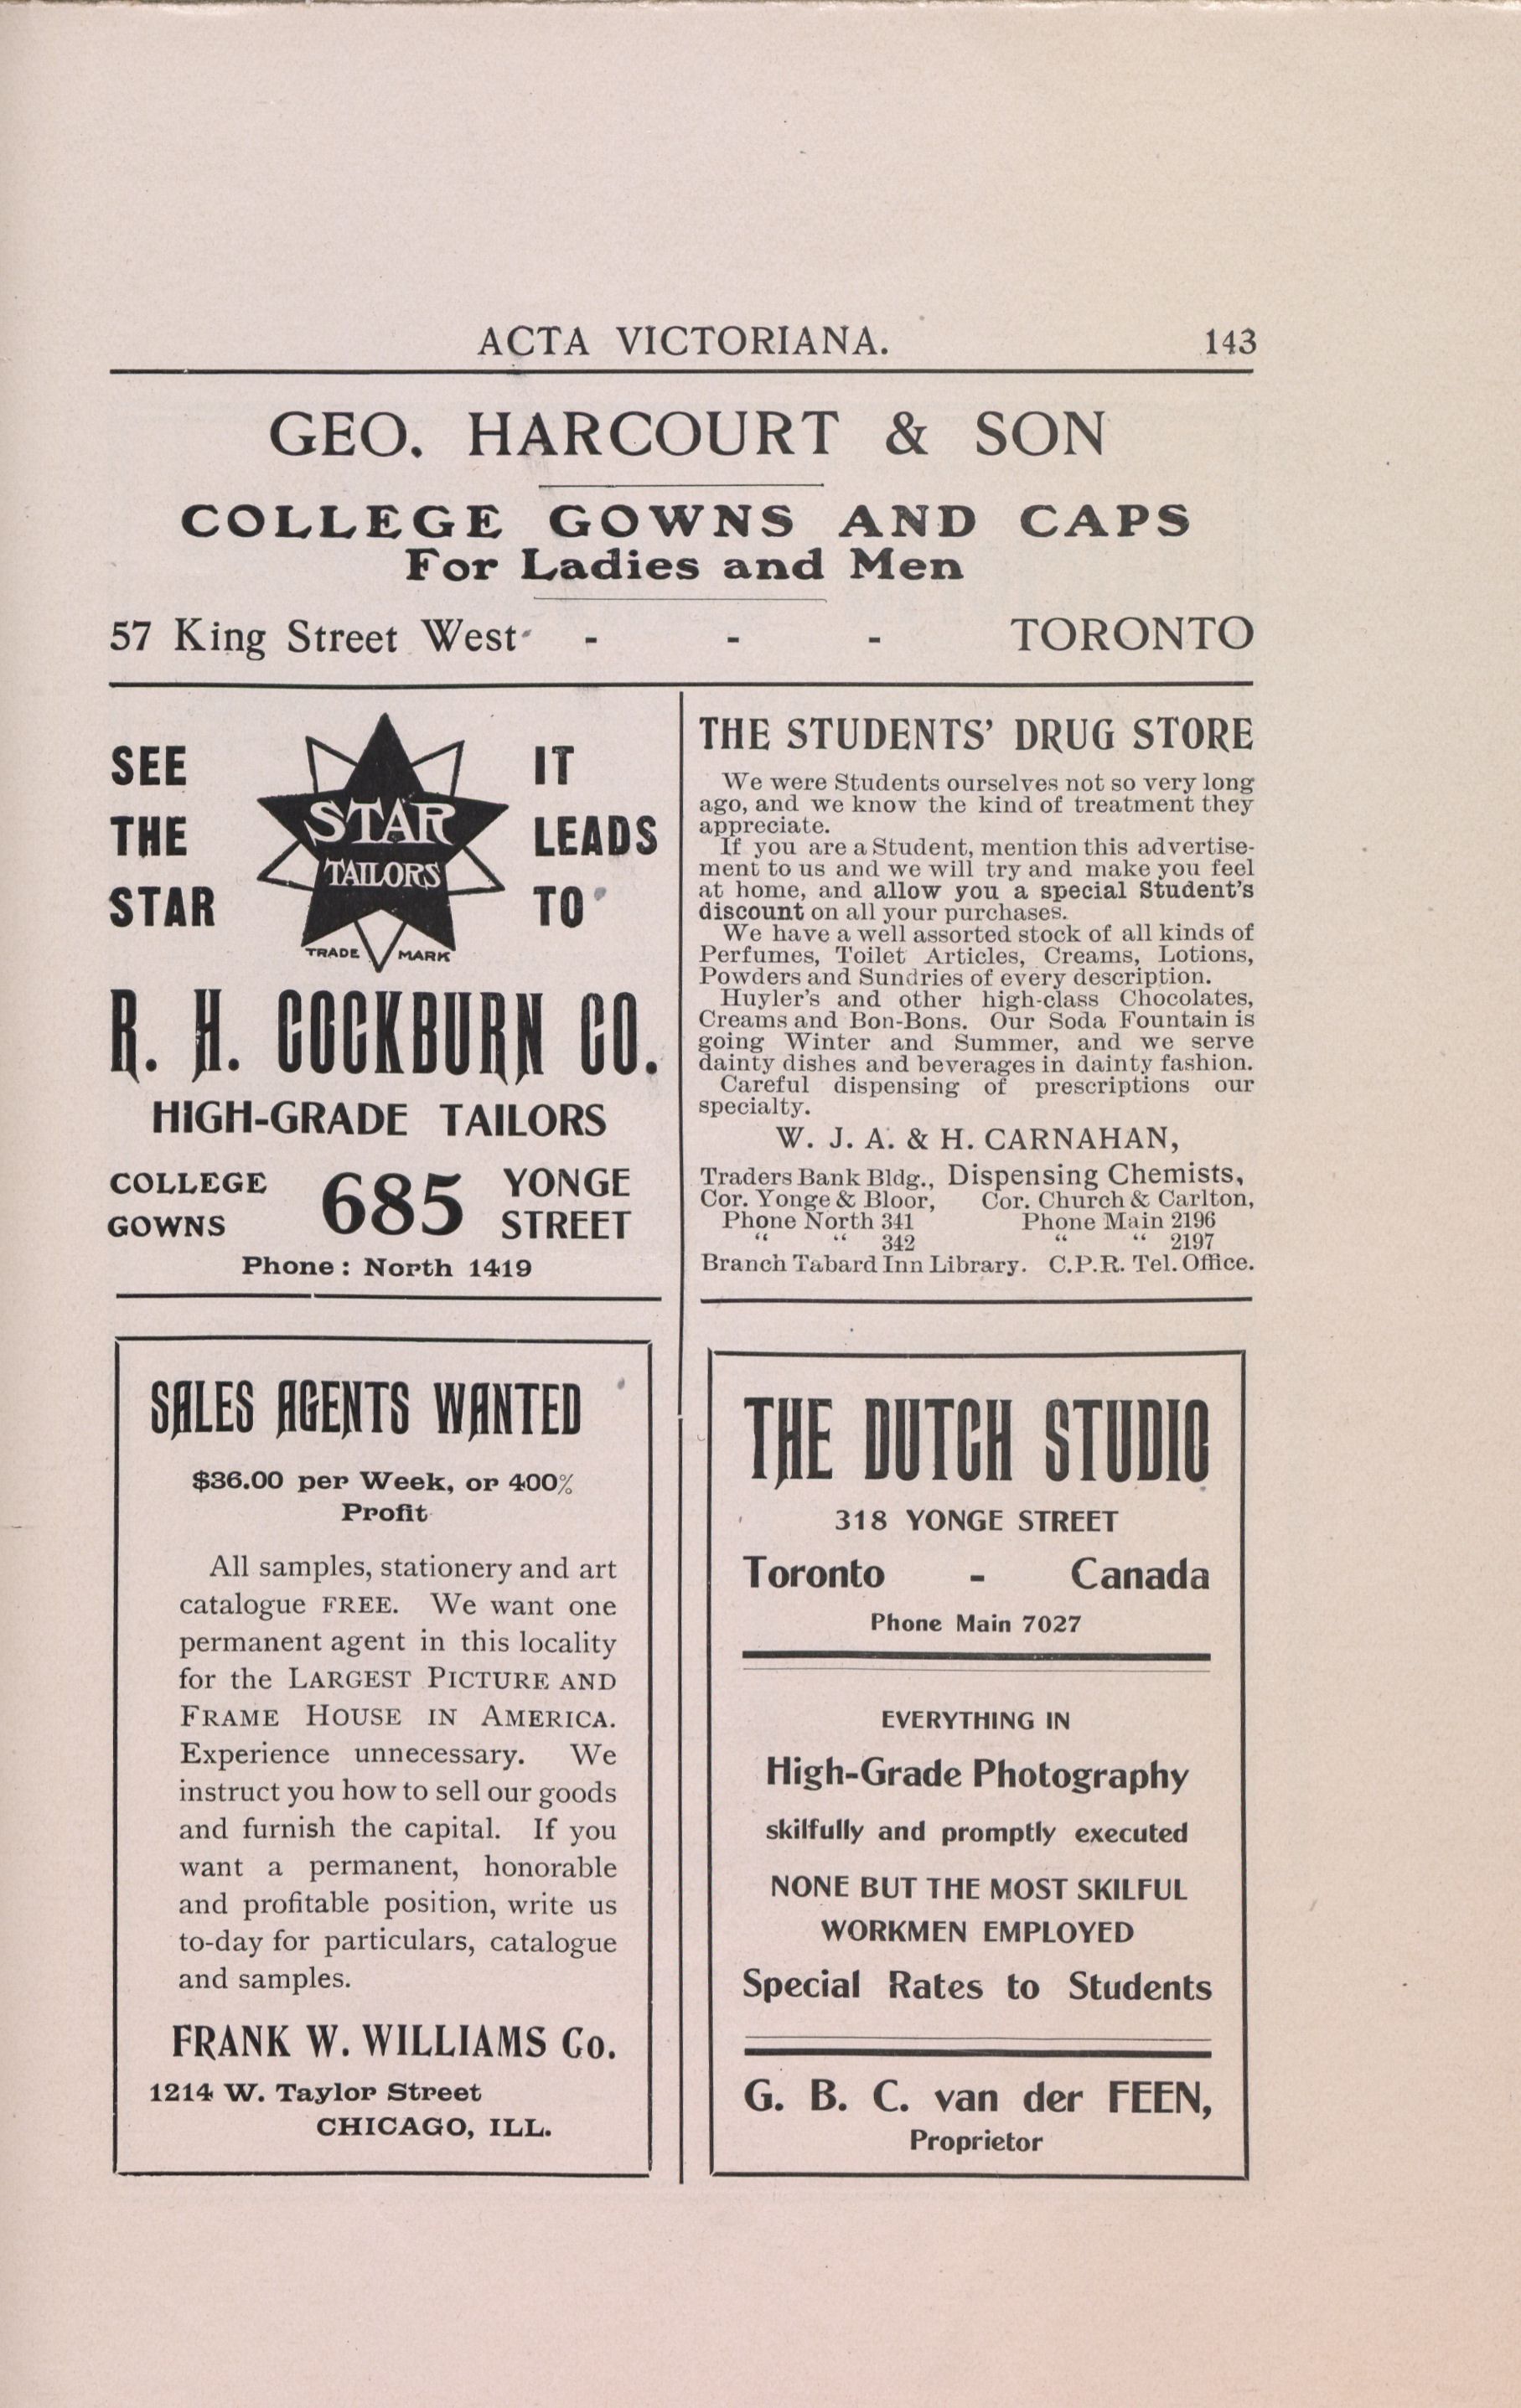 ACTA VICTORIANA. 143
GEO. HARCOURT & SON
COLLEGE GOWNS AND CAPS
For Ladies and Men
57 King Street West - - - TORONTO
SEE
THE
STAR
STAR
TAILORS
TRADE MARK
IT
LEADS
TO
R. H. COCKBURN CO.
HIGH-GRADE TAILORS
COLLEGE
GOWNS
685
YONGE
STREET
Phone: North 1419
THE STUDENTS' DRUG STORE
We were Students ourselves not so very long
ago, and we know the kind of treatment they
appreciate.
If you are a Student, mention this advertise-
ment to us and we will try and make you feel
at home, and allow you a special Student's
discount on all your purchases.
We have a well assorted stock of all kinds of
Perfumes, Toilet Articles, Creams, Lotions,
Powders and Sundries of every description.
Huyler's and other high-class Chocolates,
Creams and Bon-Bons. Our Soda Fountain is
going Winter and Summer, and we serve
dainty dishes and beverages in dainty fashion.
Careful dispensing of prescriptions our
specialty.
W. J. A. & H. CARNAHAN,
Traders Bank Bldg., Dispensing Chemists,
Cor. Yonge & Bloor, Cor. Church & Carlton,
Phone North 341 Phone Main 2196
" " 342 " " 2197
Branch Tabard Inn Library. C.P.R. Tel. Office.
SALES AGENTS WANTED
$36.00 per Week, or 400%
Profit
All samples, stationery and art
catalogue FREE. We want one
permanent agent in this locality
for the LARGEST PICTURE AND
FRAME HOUSE IN AMERICA.
Experience unnecessary. We
instruct you how to sell our goods
and furnish the capital. If you
want a permanent, honorable
and profitable position, write us
to-day for particulars, catalogue
and samples.
FRANK W. WILLIAMS Co.
1214 W. Taylor Street
CHICAGO, ILL.
THE DUTCH STUDIO
318 YONGE STREET
Toronto - Canada
Phone Main 7027
EVERYTHING IN
High-Grade Photography
skilfully and promptly executed
NONE BUT THE MOST SKILFUL
WORKMEN EMPLOYED
Special Rates to Students
G. B. C. van der FEEN,
Proprietor